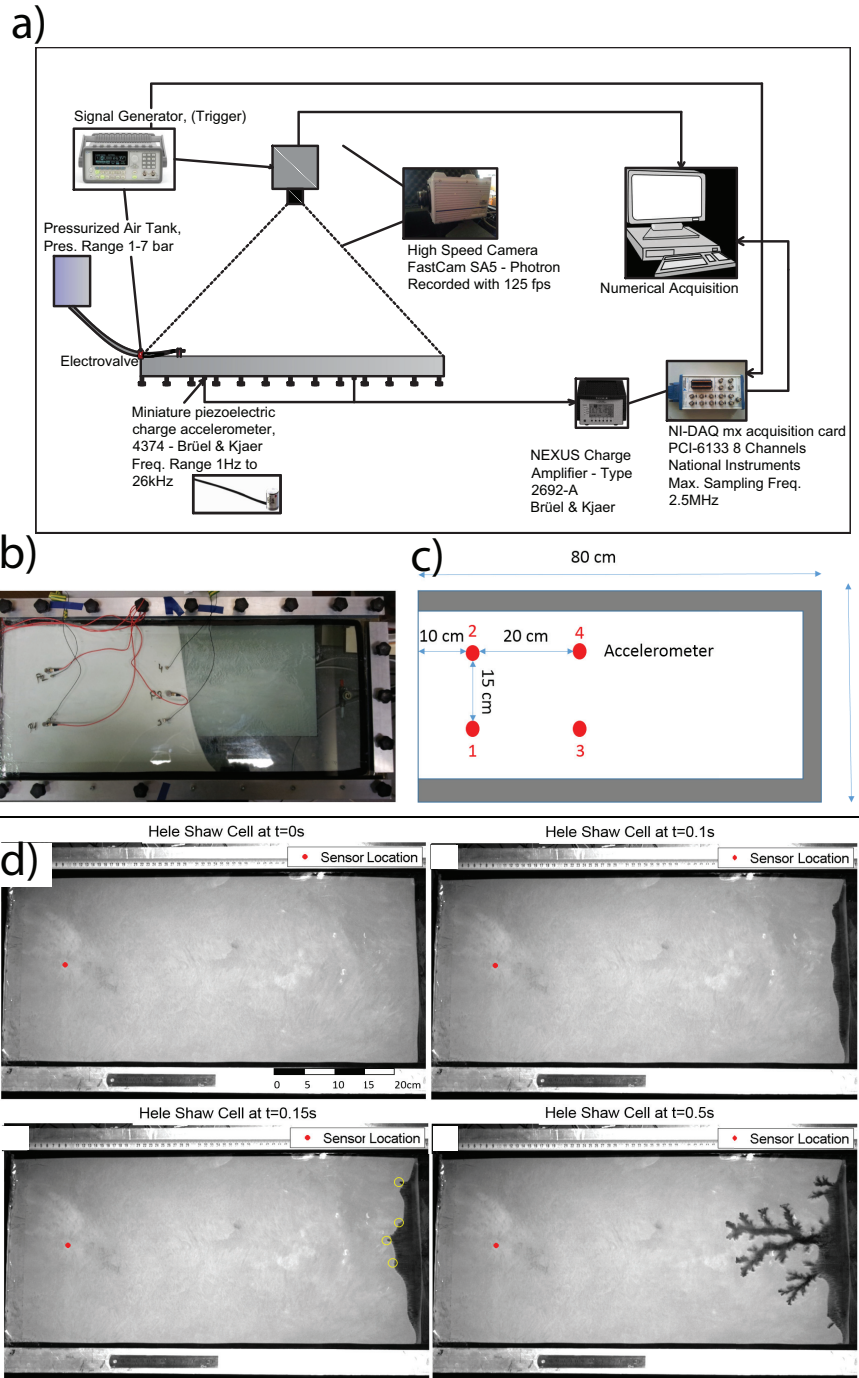 a)
Signal Generator, (Trigger)
Pressurized Air Tank,
Pres. Range 1-7 bar
Electrovalve
High Speed Camera
FastCam SA5 - Photron
Recorded with 125 fps
Numerical Acquisition
Miniature piezoelectric
charge accelerometer,
4374 - Brüel & Kjaer
Freq. Range 1Hz to
26kHz
NEXUS Charge
Amplifier - Type
2692-A
Brüel & Kjaer
NI-DAQ mx acquisition card
PCI-6133 8 Channels
National Instruments
Max. Sampling Freq.
2.5MHz
b)
c)
80 cm
10 cm
2
20 cm
4
Accelerometer
15 cm
1
3
d)
Hele Shaw Cell at t=0s
Sensor Location
0 5 10 15 20cm
Hele Shaw Cell at t=0.1s
Sensor Location
Hele Shaw Cell at t=0.15s
Sensor Location
Hele Shaw Cell at t=0.5s
Sensor Location